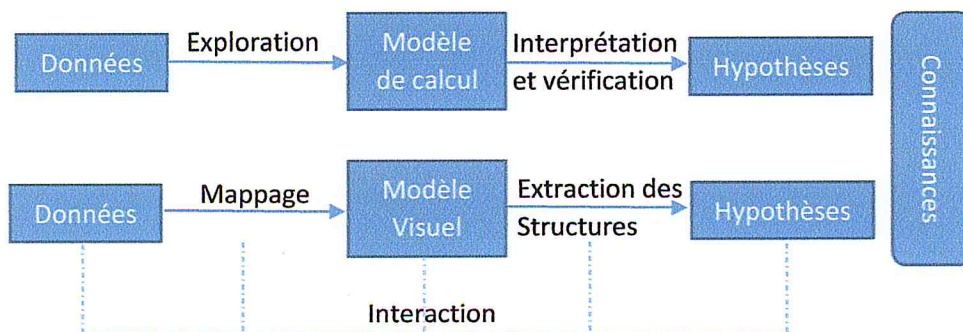 Données
Exploration
Modèle
de calcul
Interprétation
et vérification
Hypothèses
Connaissances
Données
Mappage
Modèle
Visuel
Extraction des
Structures
Hypothèses
Interaction